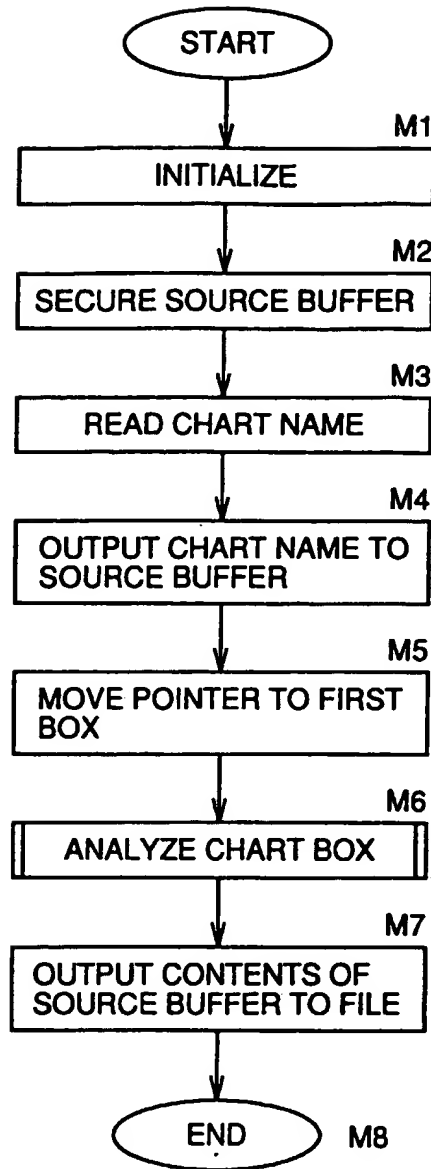 START
M1
INITIALIZE
M2
SECURE SOURCE BUFFER
M3
READ CHART NAME
M4
OUTPUT CHART NAME TO
SOURCE BUFFER
M5
MOVE POINTER TO FIRST
BOX
M6
ANALYZE CHART BOX
M7
OUTPUT CONTENTS OF
SOURCE BUFFER TO FILE
END M8